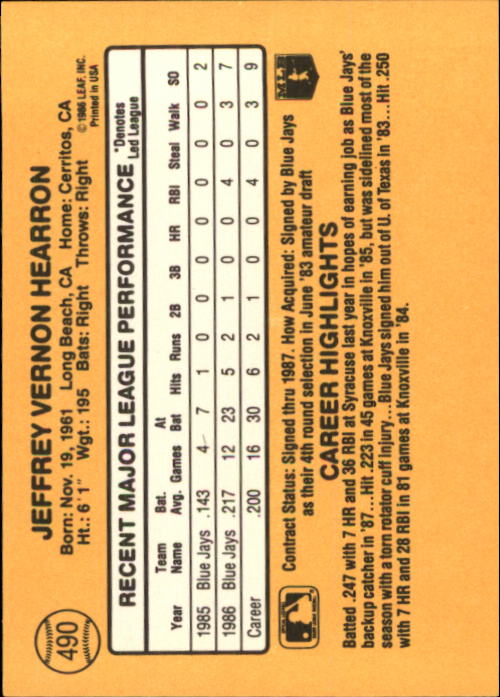 490
JEFFREY VERNON HEARRON
Born: Nov. 19, 1961 Long Beach, CA Home: Cerritos, CA
Ht.: 6'1" Wgt.: 195 Bats: Right Throws: Right
© 1986 LEAF, INC.
Printed in USA
RECENT MAJOR LEAGUE PERFORMANCE
*Denotes
Led League
Year Team Name Bat. Avg. Games At Bat Hits Runs 2B 3B HR RBI Steal Walk SO
1985 Blue Jays .143 4 7 1 0 0 0 0 0 0 0 2
1986 Blue Jays .217 12 23 5 2 1 0 0 4 0 3 7
Career .200 16 30 6 2 1 0 0 4 0 3 9
Contract Status: Signed thru 1987. How Acquired: Signed by Blue Jays
as their 4th round selection in June '83 amateur draft
MLB
CAREER HIGHLIGHTS
Batted .247 with 7 HR and 36 RBI at Syracuse last year in hopes of earning job as Blue Jays'
backup catcher in '87...Hit .223 in 45 games at Knoxville in '85, but was sidelined most of the
season with a torn rotator cuff injury...Blue Jays signed him out of U. of Texas in '83...Hit .250
with 7 HR and 28 RBI in 81 games at Knoxville in '84.